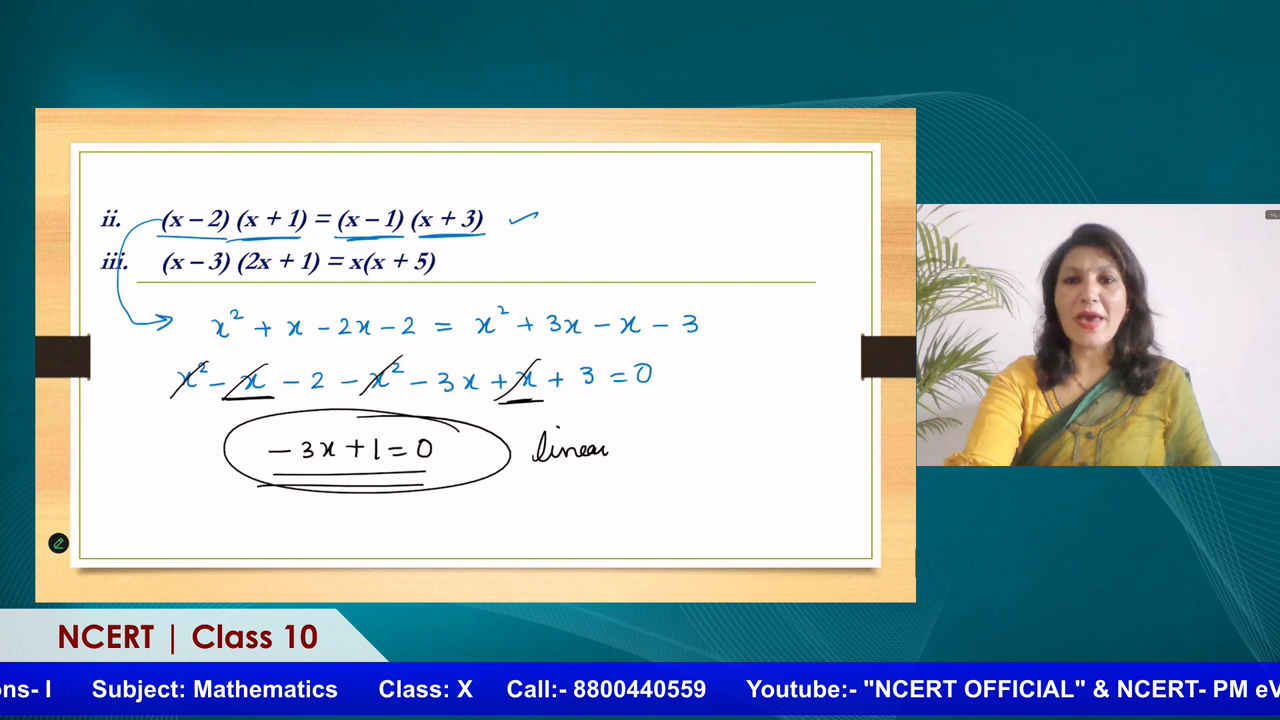 ii. (x – 2) (x + 1) = (x – 1) (x + 3)
iii. (x – 3) (2x + 1) = x(x + 5)
x² + x - 2x - 2 = x² + 3x - x - 3
x² - x - 2 - x² - 3x + x + 3 = 0
- 3x + 1 = 0 linear
NCERT | Class 10
ns- I Subject: Mathematics Class: X Call:- 8800440559 Youtube:- "NCERT OFFICIAL" & NCERT- PM eV